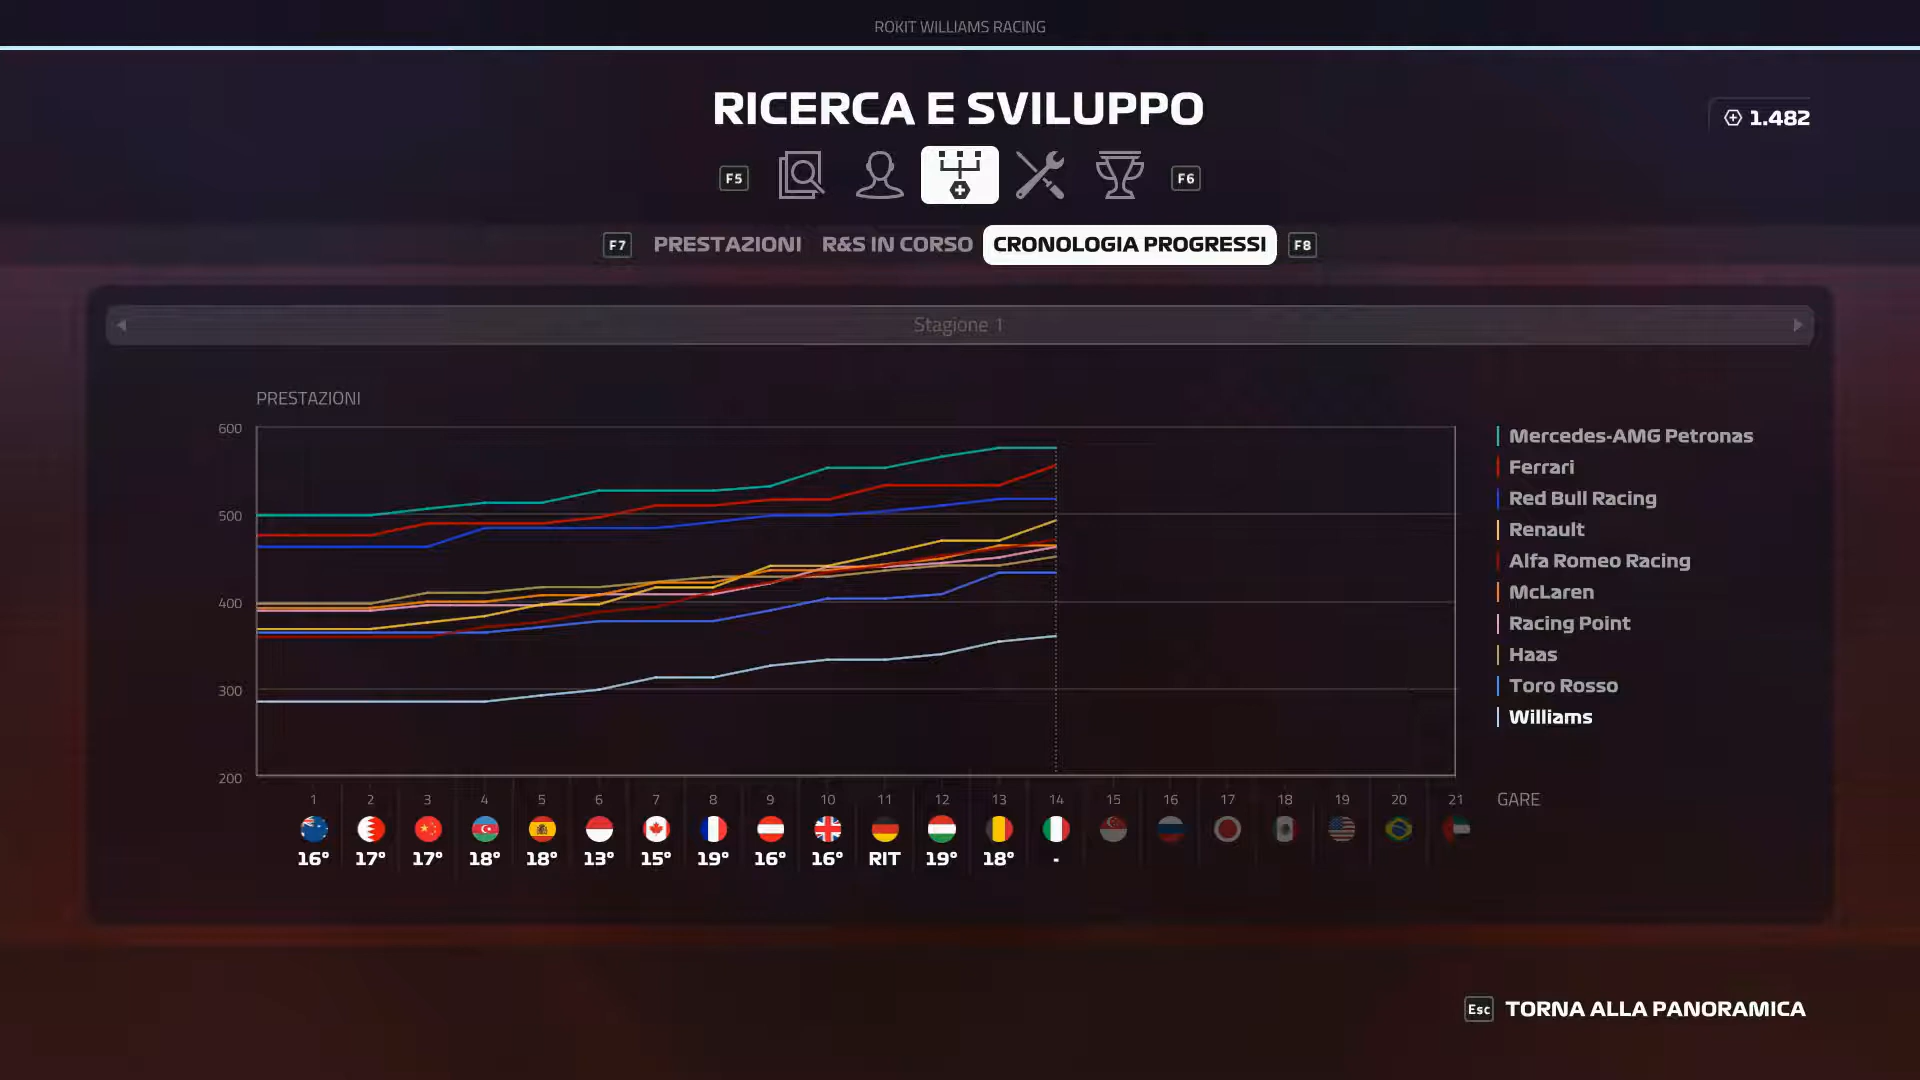 ROKIT WILLIAMS RACING
RICERCA E SVILUPPO
1.482
F5 F6
F7 PRESTAZIONI R&S IN CORSO CRONOLOGIA PROGRESSI F8
Stagione 1
PRESTAZIONI
600
500
400
300
200
Mercedes-AMG Petronas
Ferrari
Red Bull Racing
Renault
Alfa Romeo Racing
McLaren
Racing Point
Haas
Toro Rosso
Williams
1 2 3 4 5 6 7 8 9 10 11 12 13 14 15 16 17 18 19 20 21 GARE
16° 17° 17° 18° 18° 13° 15° 19° 16° 16° RIT 19° 18° -
Esc TORNA ALLA PANORAMICA